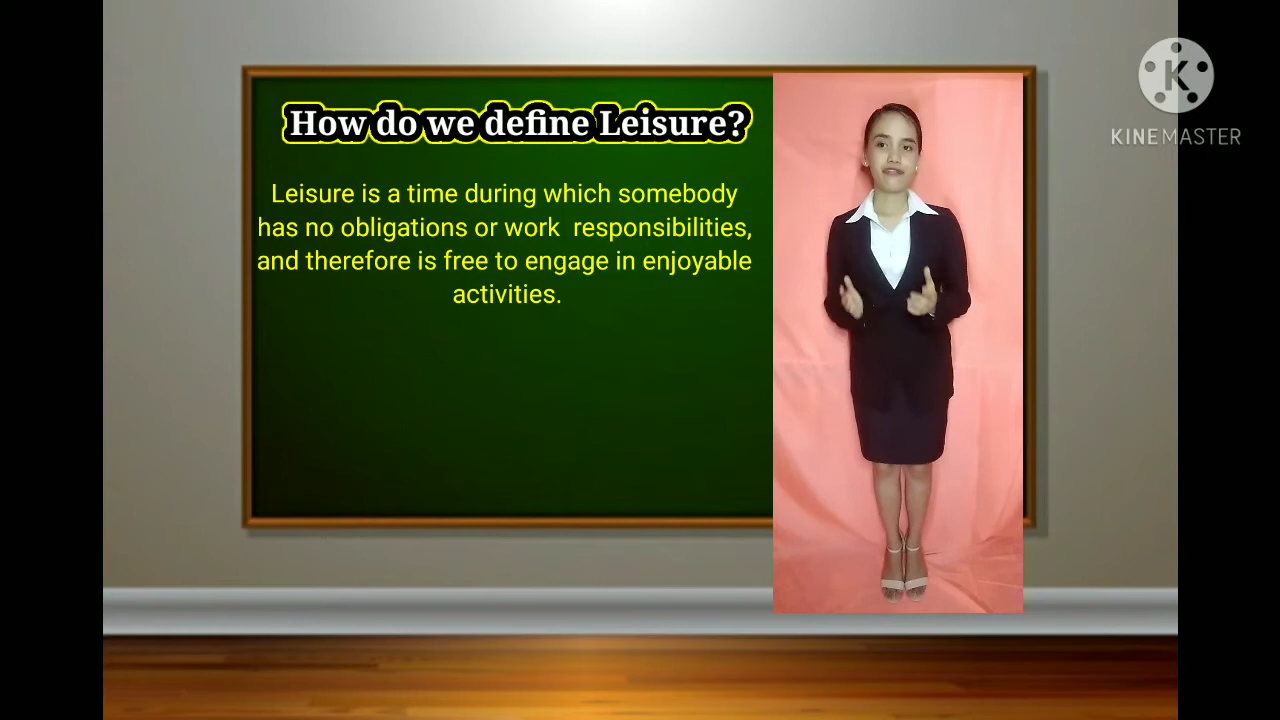 How do we define Leisure?
Leisure is a time during which somebody
has no obligations or work  responsibilities,
and therefore is free to engage in enjoyable
activities.
K
KINEMASTER